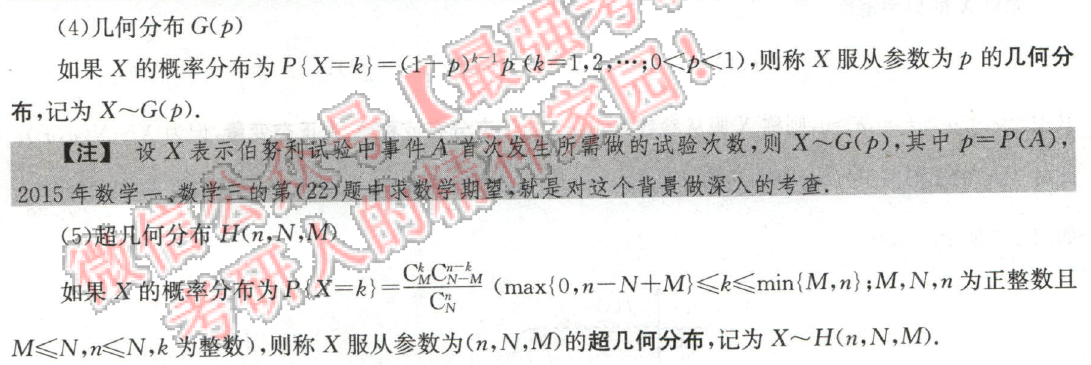 (4)几何分布 G(p)
如果 X 的概率分布为 P{X=k}=(1-p)^{k-1}p (k=1,2,…;0<p<1),则称 X 服从参数为 p 的几何分
布,记为 X~G(p).
【注】 设 X 表示伯努利试验中事件 A 首次发生所需做的试验次数,则 X~G(p),其中 p=P(A),
2015 年数学一、数学三的第(22)题中求数学期望,就是对这个背景做深入的考查.
(5)超几何分布 H(n,N,M)
如果 X 的概率分布为 P{X=k}=\frac{C_M^k C_{N-M}^{n-k}}{C_N^n} (max{0,n-N+M}≤k≤min{M,n};M,N,n 为正整数且
M≤N,n≤N,k 为整数),则称 X 服从参数为(n,N,M)的超几何分布,记为 X~H(n,N,M).
微信公众号【最强考研
考研人的精神家园!